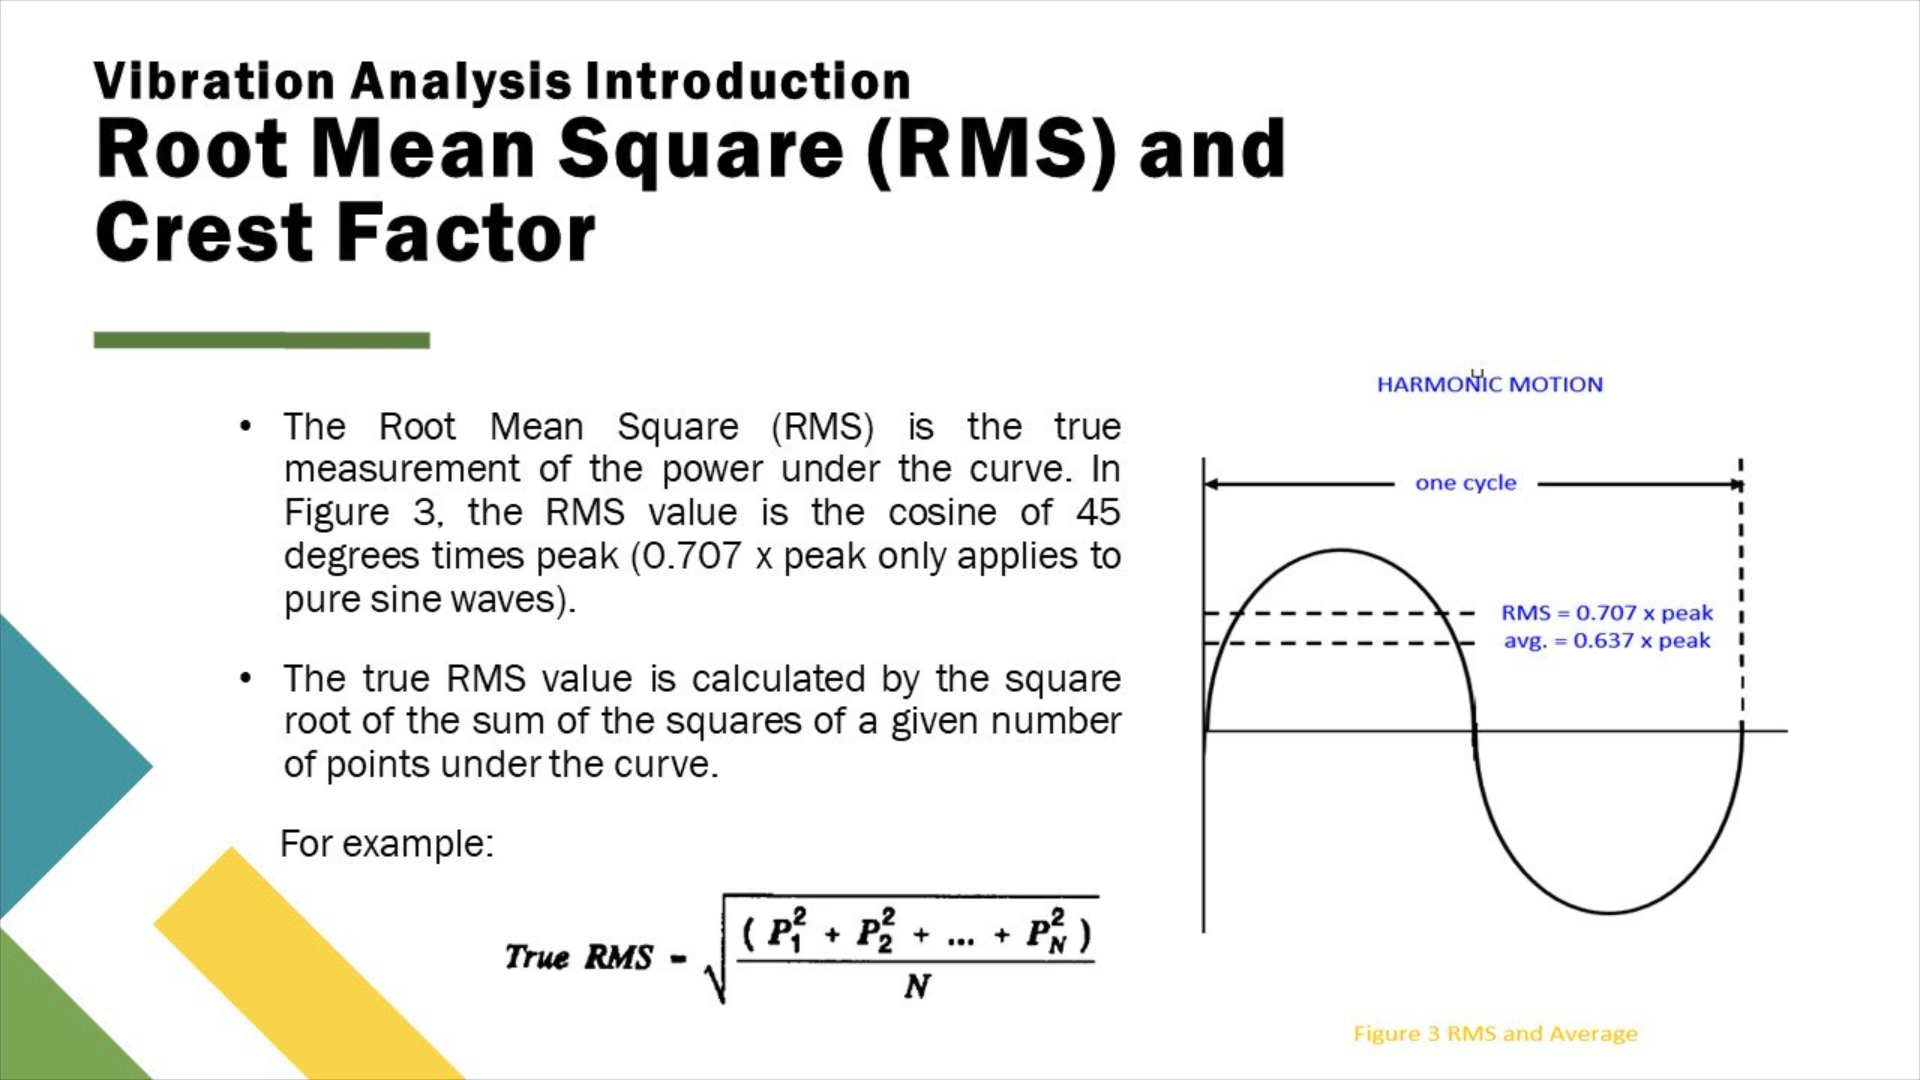 Vibration Analysis Introduction
Root Mean Square (RMS) and
Crest Factor
• The Root Mean Square (RMS) is the true
measurement of the power under the curve. In
Figure 3, the RMS value is the cosine of 45
degrees times peak (0.707 x peak only applies to
pure sine waves).
• The true RMS value is calculated by the square
root of the sum of the squares of a given number
of points under the curve.
For example:
True RMS = √( ( P₁² + P₂² + ... + P_N² ) / N )
HARMONIC MOTION
one cycle
RMS = 0.707 x peak
avg. = 0.637 x peak
Figure 3 RMS and Average